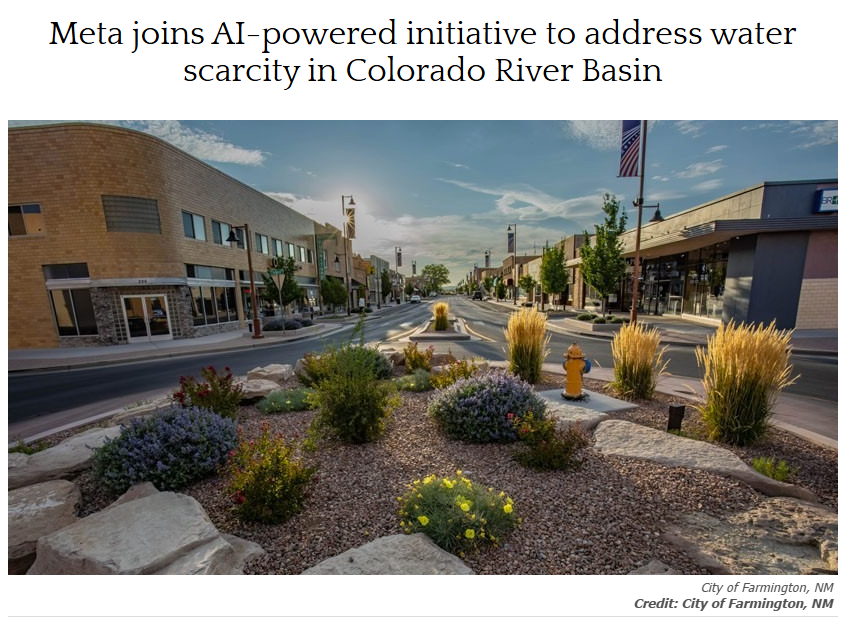 Meta joins AI-powered initiative to address water
scarcity in Colorado River Basin
City of Farmington, NM
Credit: City of Farmington, NM